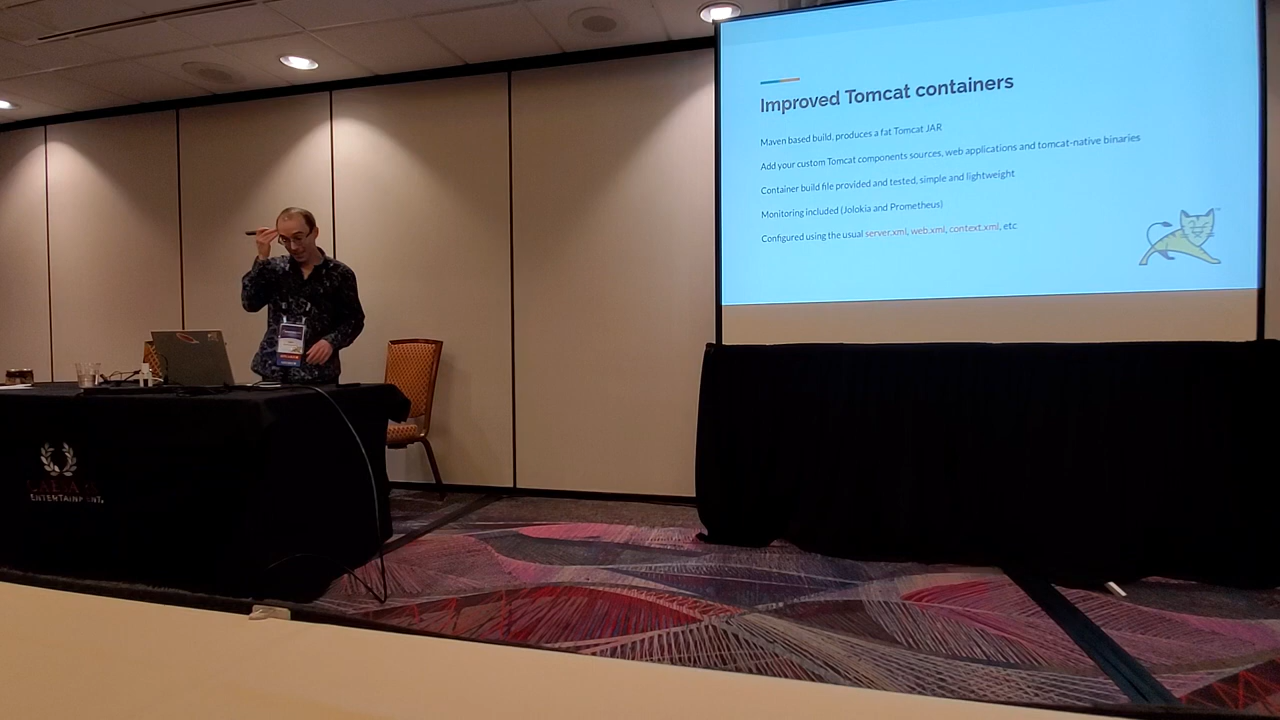 Improved Tomcat containers
Maven based build, produces a fat Tomcat JAR
Add your custom Tomcat components sources, web applications and tomcat-native binaries
Container build file provided and tested, simple and lightweight
Monitoring included (Jolokia and Prometheus)
Configured using the usual server.xml, web.xml, context.xml, etc
ENTERTAINMENT.